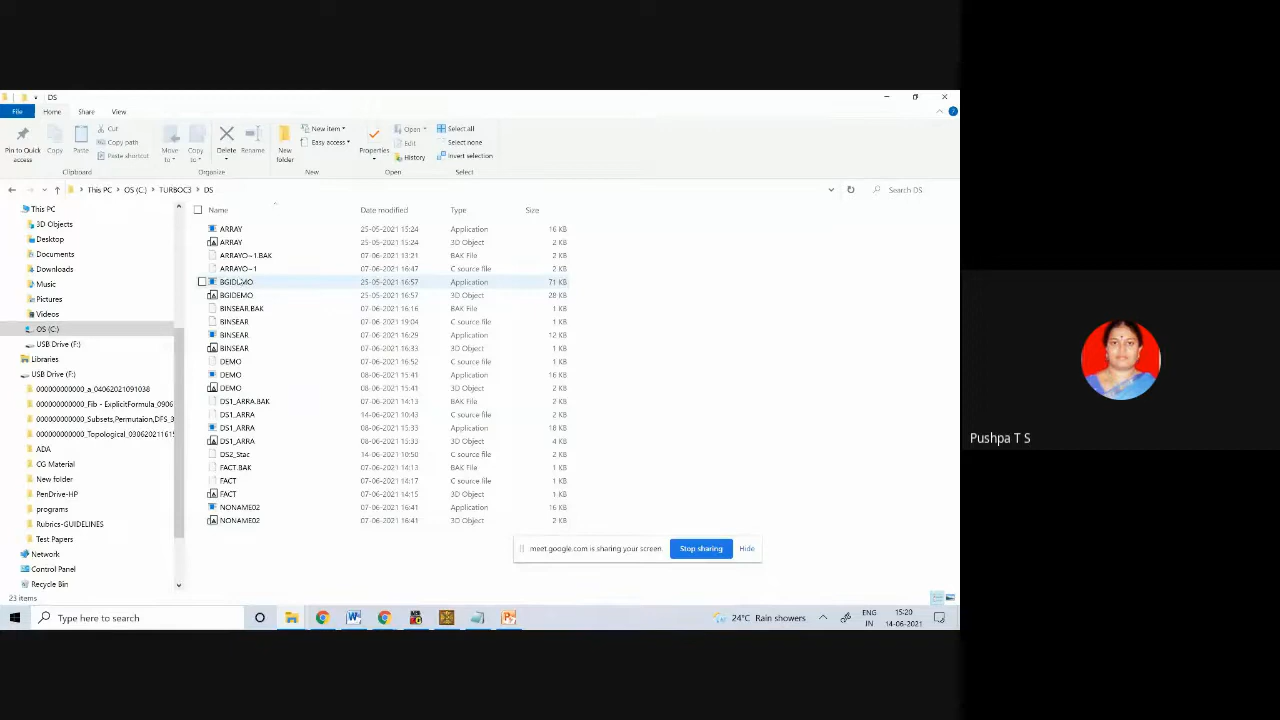 DS
File Home Share View
Pin to Quick access
Copy
Paste
Cut
Copy path
Paste shortcut
Clipboard
Move to
Copy to
Delete
Rename
Organize
New folder
New item
Easy access
New
Properties
Open
Edit
History
Open
Select all
Select none
Invert selection
Select
This PC > OS (C:) > TURBOC3 > DS
Search DS
This PC
3D Objects
Desktop
Documents
Downloads
Music
Pictures
Videos
OS (C:)
USB Drive (F:)
Libraries
USB Drive (F:)
000000000000_a_04062021091038
000000000000_Fib - ExplicitFormula_0906
000000000000_Subsets,Permutaion,DFS_3
000000000000_Topological_03062021161
ADA
CG Material
New folder
PenDrive-HP
programs
Rubrics-GUIDELINES
Test Papers
Network
Control Panel
Recycle Bin
Name Date modified Type Size
ARRAY 25-05-2021 15:24 Application 16 KB
ARRAY 25-05-2021 15:24 3D Object 2 KB
ARRAYO~1.BAK 07-06-2021 13:21 BAK File 2 KB
ARRAYO~1 07-06-2021 16:47 C source file 2 KB
BGIDEMO 25-05-2021 16:57 Application 71 KB
BGIDEMO 25-05-2021 16:57 3D Object 28 KB
BINSEAR.BAK 07-06-2021 16:16 BAK File 1 KB
BINSEAR 07-06-2021 19:04 C source file 1 KB
BINSEAR 07-06-2021 16:29 Application 12 KB
BINSEAR 07-06-2021 16:33 3D Object 1 KB
DEMO 07-06-2021 16:52 C source file 1 KB
DEMO 08-06-2021 15:41 Application 16 KB
DEMO 08-06-2021 15:41 3D Object 2 KB
DS1_ARRA.BAK 07-06-2021 14:13 BAK File 2 KB
DS1_ARRA 14-06-2021 10:43 C source file 2 KB
DS1_ARRA 08-06-2021 15:33 Application 18 KB
DS1_ARRA 08-06-2021 15:33 3D Object 4 KB
DS2_Stac 14-06-2021 10:50 C source file 2 KB
FACT.BAK 07-06-2021 14:13 BAK File 1 KB
FACT 07-06-2021 14:17 C source file 1 KB
FACT 07-06-2021 14:15 3D Object 1 KB
NONAME02 07-06-2021 16:41 Application 16 KB
NONAME02 07-06-2021 16:41 3D Object 2 KB
meet.google.com is sharing your screen. Stop sharing Hide
23 items
Type here to search
24°C Rain showers
ENG
IN
15:20
14-06-2021
Pushpa T S